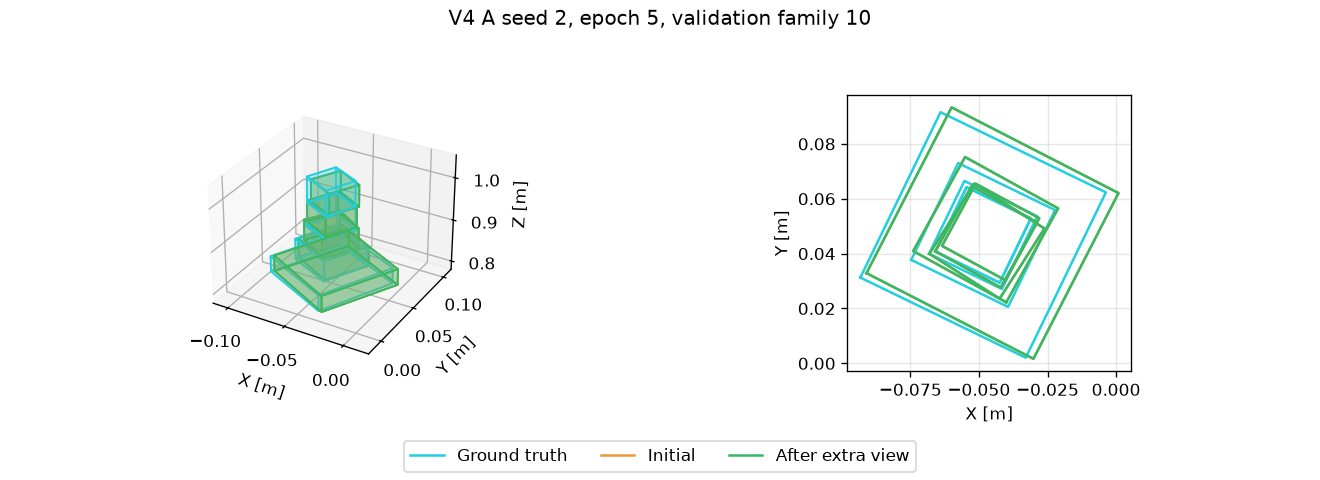 V4 A seed 2, epoch 5, validation family 10
1.0
0.9
0.8
Z [m]
0.10
0.05
0.00
Y [m]
−0.10
−0.05
0.00
X [m]
0.08
0.06
0.04
0.02
0.00
Y [m]
−0.075 −0.050 −0.025 0.000
X [m]
Ground truth Initial After extra view